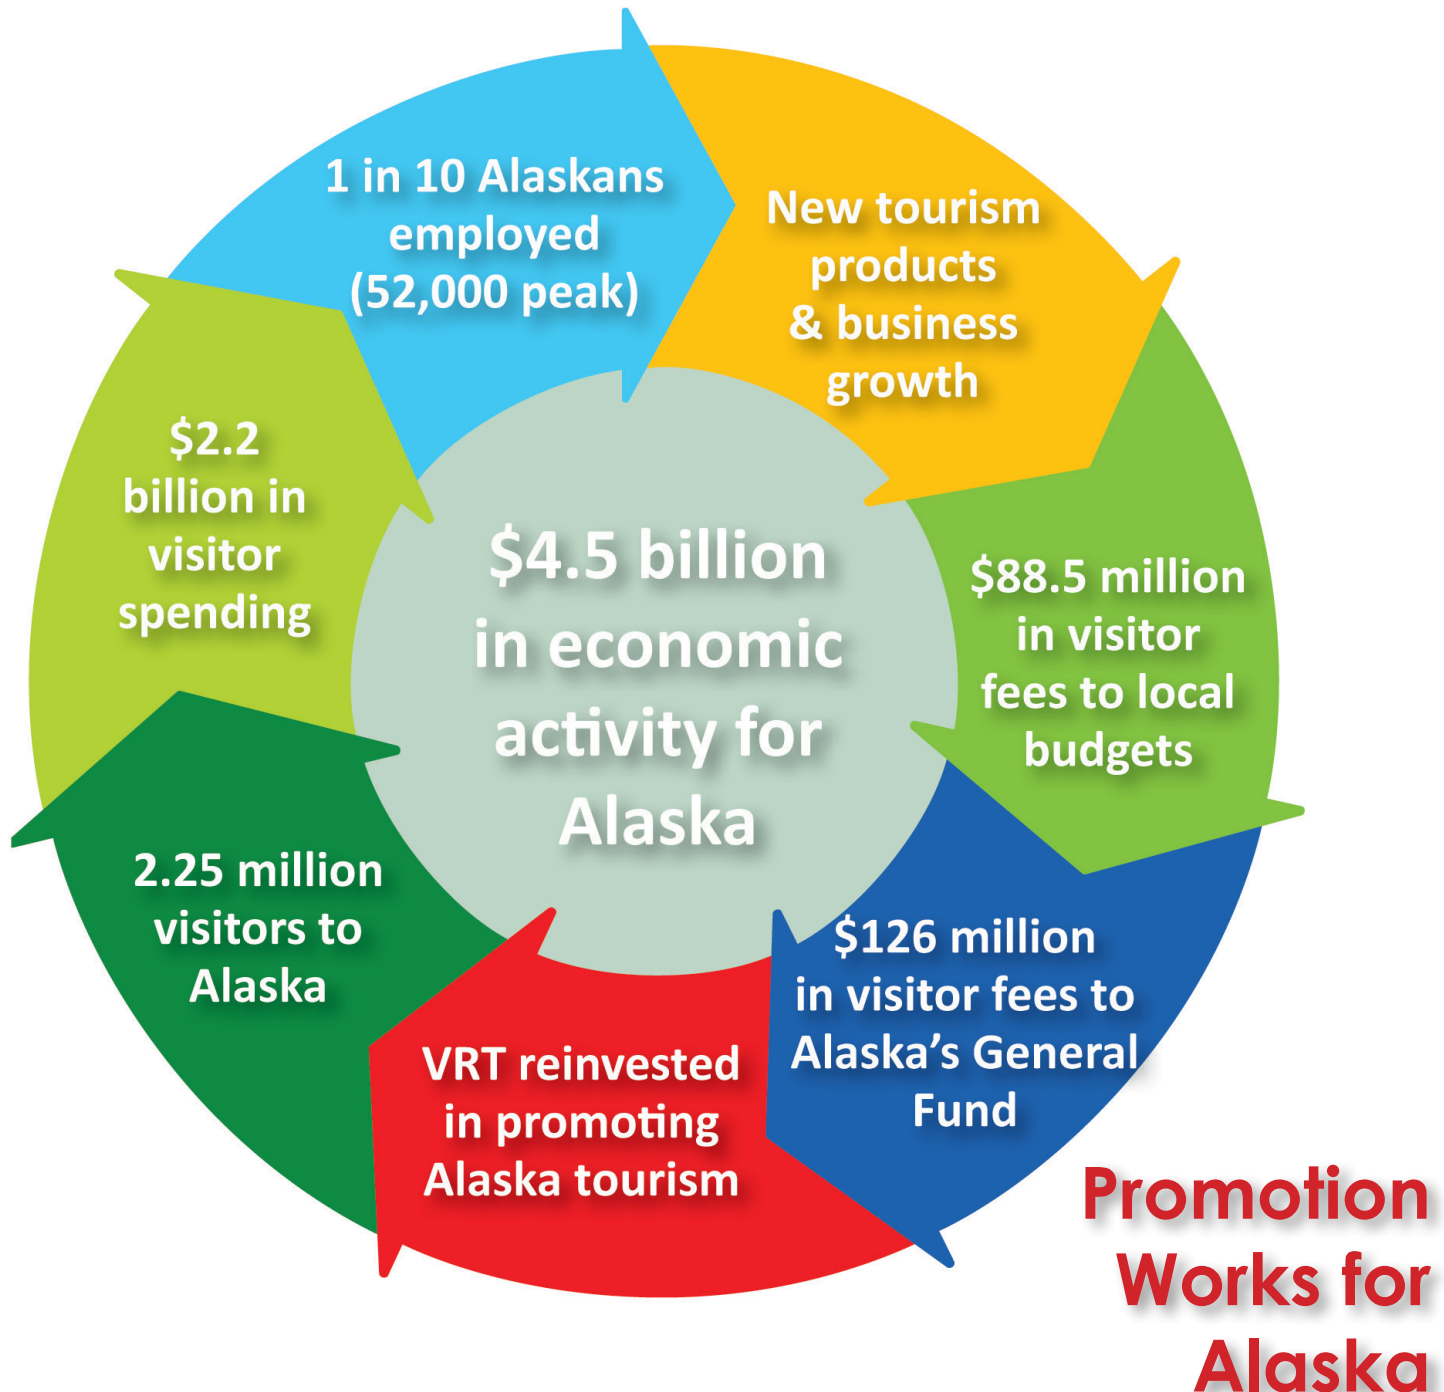 1 in 10 Alaskans
employed
(52,000 peak)
New tourism
products
& business
growth
$88.5 million
in visitor
fees to local
budgets
$126 million
in visitor fees to
Alaska’s General
Fund
VRT reinvested
in promoting
Alaska tourism
2.25 million
visitors to
Alaska
$2.2
billion in
visitor
spending
$4.5 billion
in economic
activity for
Alaska
Promotion
Works for
Alaska